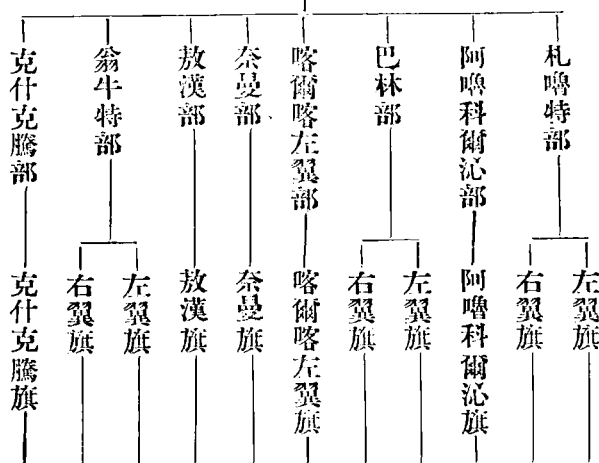 札嚕特部
阿嚕科爾沁部
巴林部
喀爾喀左翼部
奈曼部
敖漢部
翁牛特部
克什克騰部
左翼旗
右翼旗
阿嚕科爾沁旗
左翼旗
右翼旗
喀爾喀左翼旗
奈曼旗
敖漢旗
左翼旗
右翼旗
克什克騰旗